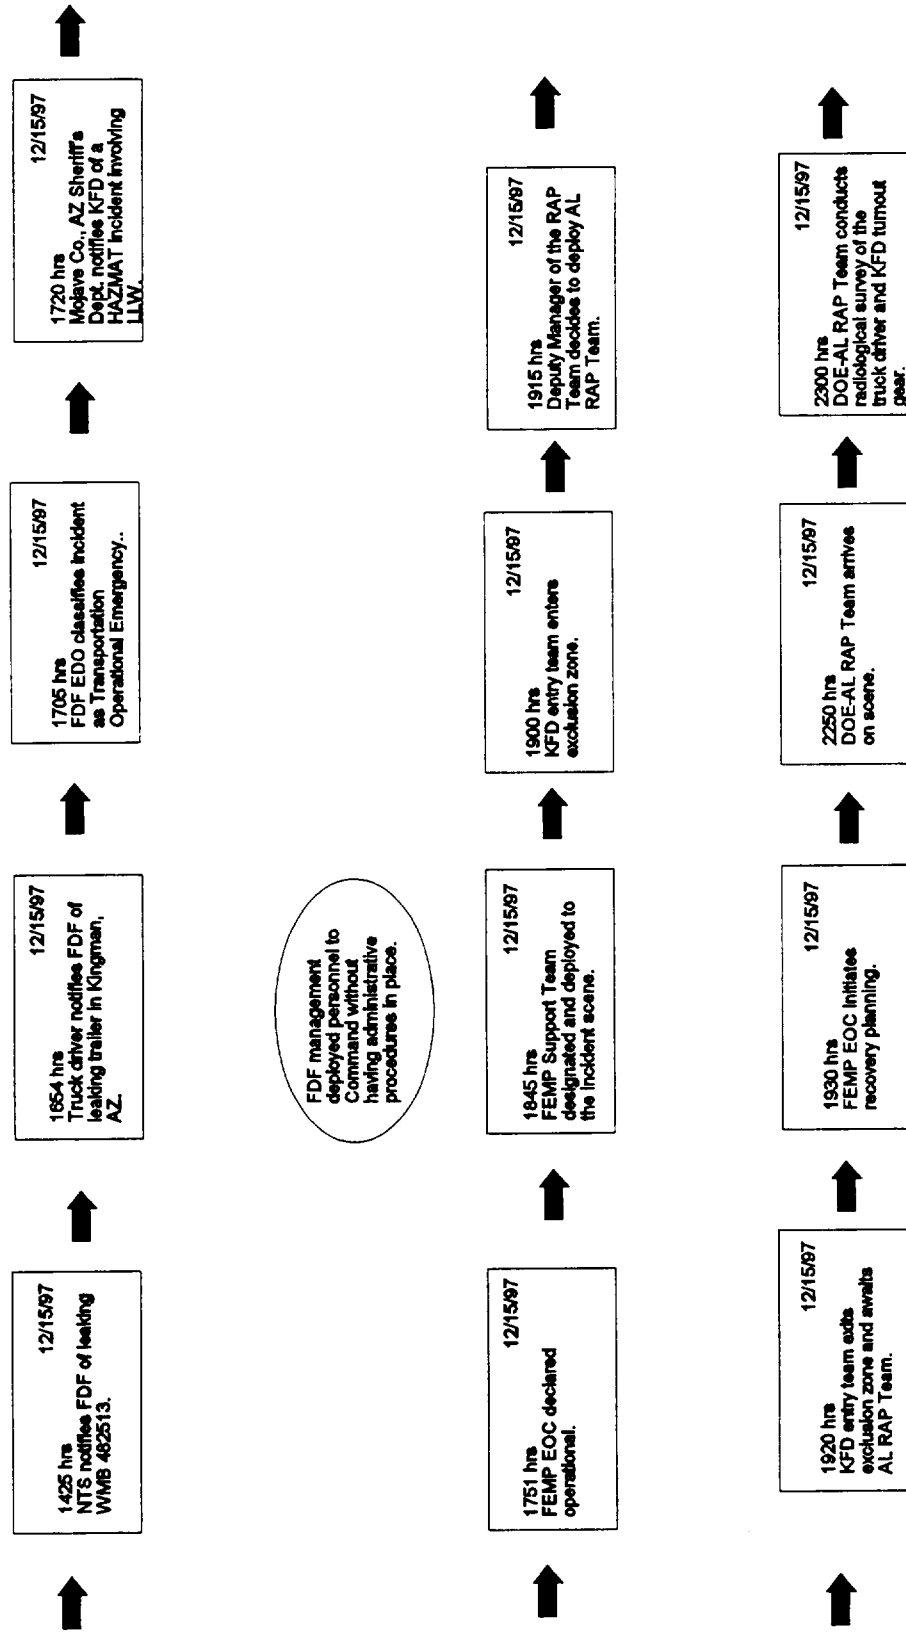 1425 hrs 12/15/97
NTS notifies FDF of leaking
WMB 482513.
1654 hrs 12/15/97
Truck driver notifies FDF of
leaking trailer in Kingman,
AZ.
1705 hrs 12/15/97
FDF EDO classifies incident
as Transportation
Operational Emergency..
1720 hrs 12/15/97
Mojave Co., AZ Sheriff's
Dept. notifies KFD of a
HAZMAT incident involving
LLW.
FDF management
deployed personnel to
Command without
having administrative
procedures in place.
1751 hrs 12/15/97
FEMP EOC declared
operational.
1845 hrs 12/15/97
FEMP Support Team
designated and deployed to
the incident scene.
1900 hrs 12/15/97
KFD entry team enters
exclusion zone.
1915 hrs 12/15/97
Deputy Manager of the RAP
Team decides to deploy AL
RAP Team.
1920 hrs 12/15/97
KFD entry team exits
exclusion zone and awaits
AL RAP Team.
1930 hrs 12/15/97
FEMP EOC Initiates
recovery planning.
2250 hrs 12/15/97
DOE-AL RAP Team arrives
on scene.
2300 hrs 12/15/97
DOE-AL RAP Team conducts
radiological survey of the
truck driver and KFD turnout
gear.